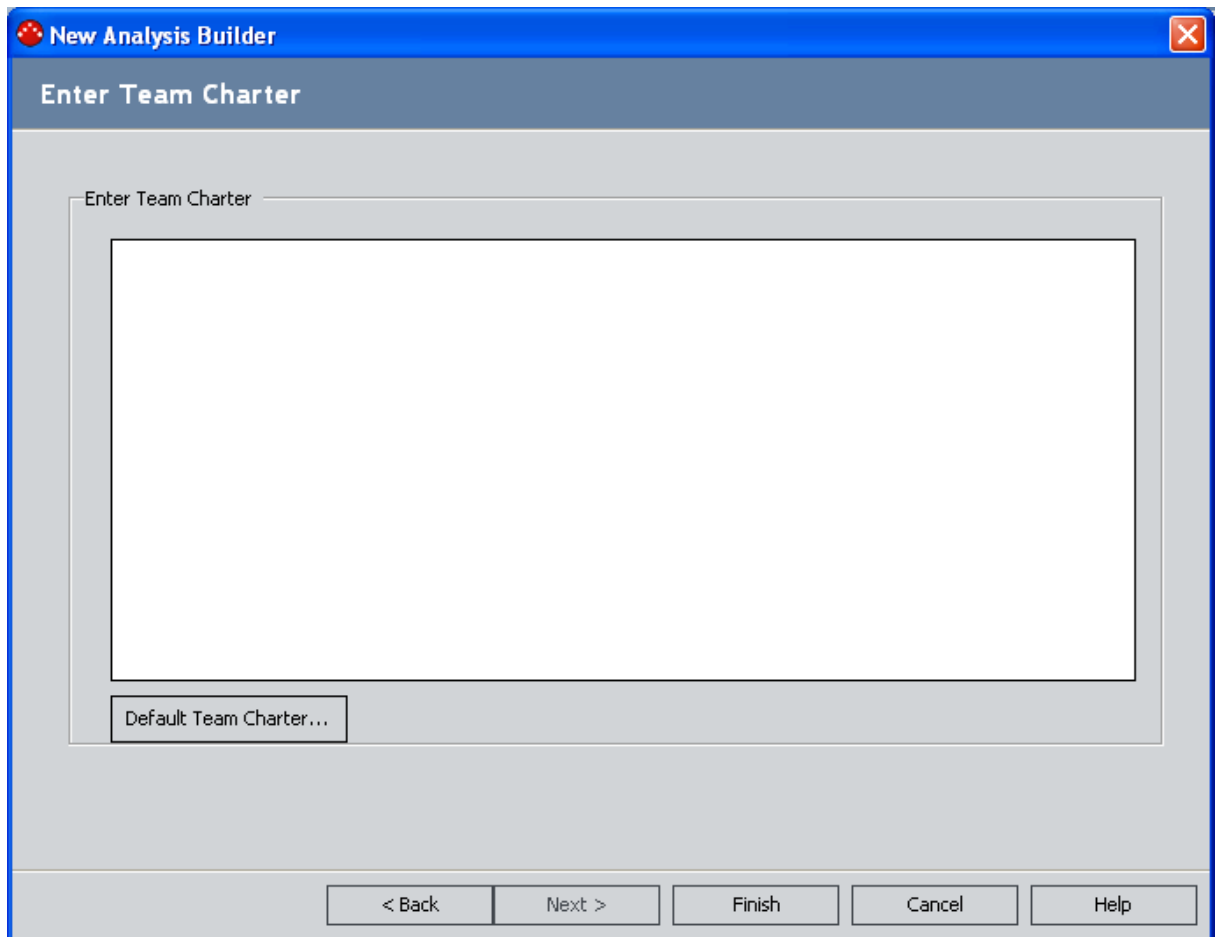 New Analysis Builder
Enter Team Charter
Enter Team Charter
Default Team Charter...
< Back Next > Finish Cancel Help